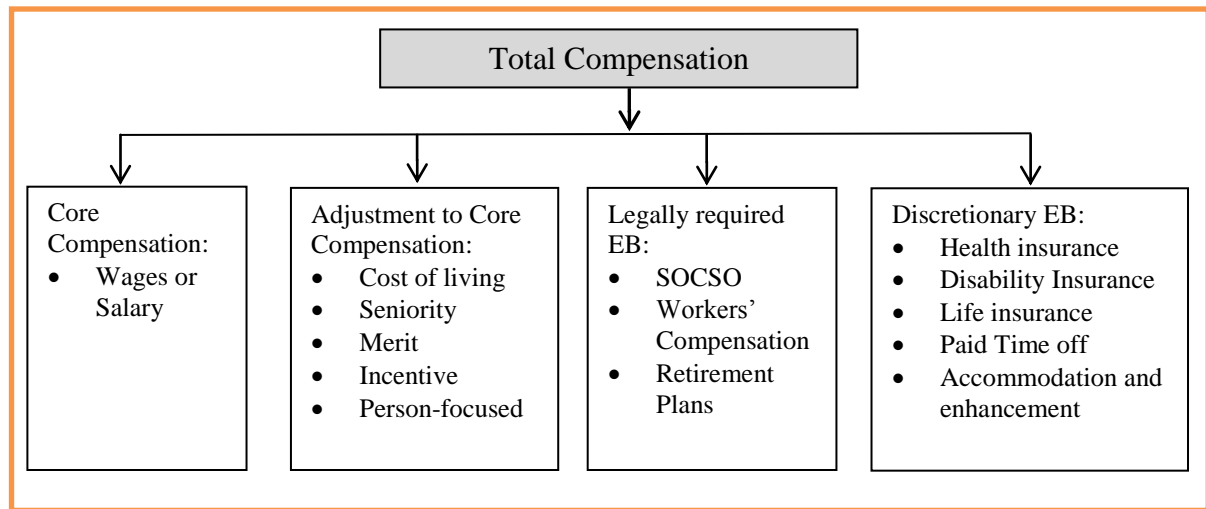 Total Compensation
Core
Compensation:
• Wages or
Salary
Adjustment to Core
Compensation:
• Cost of living
• Seniority
• Merit
• Incentive
• Person-focused
Legally required
EB:
• SOCSO
• Workers’
Compensation
• Retirement
Plans
Discretionary EB:
• Health insurance
• Disability Insurance
• Life insurance
• Paid Time off
• Accommodation and
enhancement